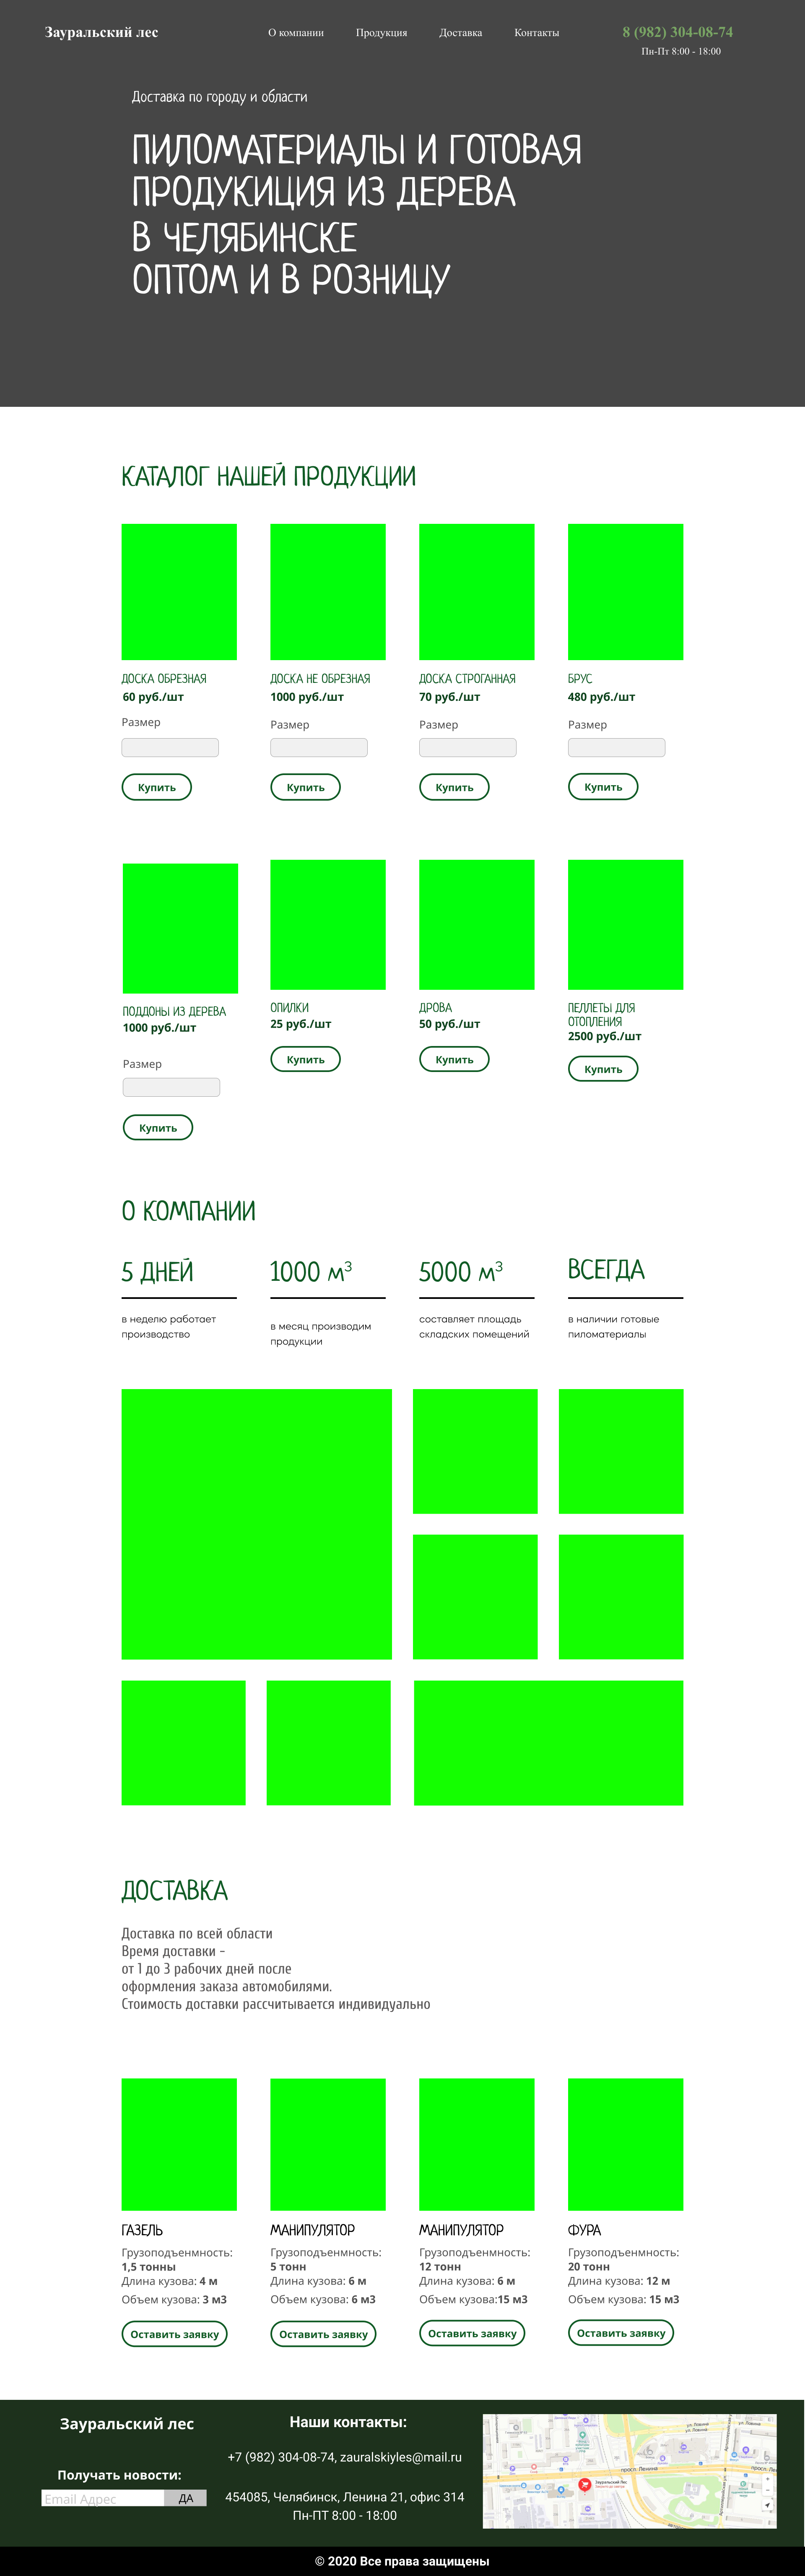 Зауральский лес
О компании Продукция Доставка Контакты
8 (982) 304-08-74
Пн-Пт 8:00 - 18:00
Доставка по городу и области
ПИЛОМАТЕРИАЛЫ И ГОТОВАЯ
ПРОДУКИЦИЯ ИЗ ДЕРЕВА
В ЧЕЛЯБИНСКЕ
ОПТОМ И В РОЗНИЦУ
КАТАЛОГ НАШЕЙ ПРОДУКЦИИ
ДОСКА ОБРЕЗНАЯ
60 руб./шт
Размер
Купить
ДОСКА НЕ ОБРЕЗНАЯ
1000 руб./шт
Размер
Купить
ДОСКА СТРОГАННАЯ
70 руб./шт
Размер
Купить
БРУС
480 руб./шт
Размер
Купить
ПОДДОНЫ ИЗ ДЕРЕВА
1000 руб./шт
Размер
Купить
ОПИЛКИ
25 руб./шт
Купить
ДРОВА
50 руб./шт
Купить
ПЕЛЛЕТЫ ДЛЯ
ОТОПЛЕНИЯ
2500 руб./шт
Купить
О КОМПАНИИ
5 ДНЕЙ
в неделю работает
производство
1000 м³
в месяц производим
продукции
5000 м³
составляет площадь
складских помещений
ВСЕГДА
в наличии готовые
пиломатериалы
ДОСТАВКА
Доставка по всей области
Время доставки -
от 1 до 3 рабочих дней после
оформления заказа автомобилями.
Стоимость доставки рассчитывается индивидуально
ГАЗЕЛЬ
Грузоподъенмность:
1,5 тонны
Длина кузова: 4 м
Объем кузова: 3 м3
Оставить заявку
МАНИПУЛЯТОР
Грузоподъенмность:
5 тонн
Длина кузова: 6 м
Объем кузова: 6 м3
Оставить заявку
МАНИПУЛЯТОР
Грузоподъенмность:
12 тонн
Длина кузова: 6 м
Объем кузова:15 м3
Оставить заявку
ФУРА
Грузоподъенмность:
20 тонн
Длина кузова: 12 м
Объем кузова: 15 м3
Оставить заявку
Зауральский лес
Получать новости:
Email Адрес
ДА
Наши контакты:
+7 (982) 304-08-74, zauralskiyles@mail.ru
454085, Челябинск, Ленина 21, офис 314
Пн-ПТ 8:00 - 18:00
Зауральский Лес
просп. Ленина
просп. Ленина
© 2020 Все права защищены